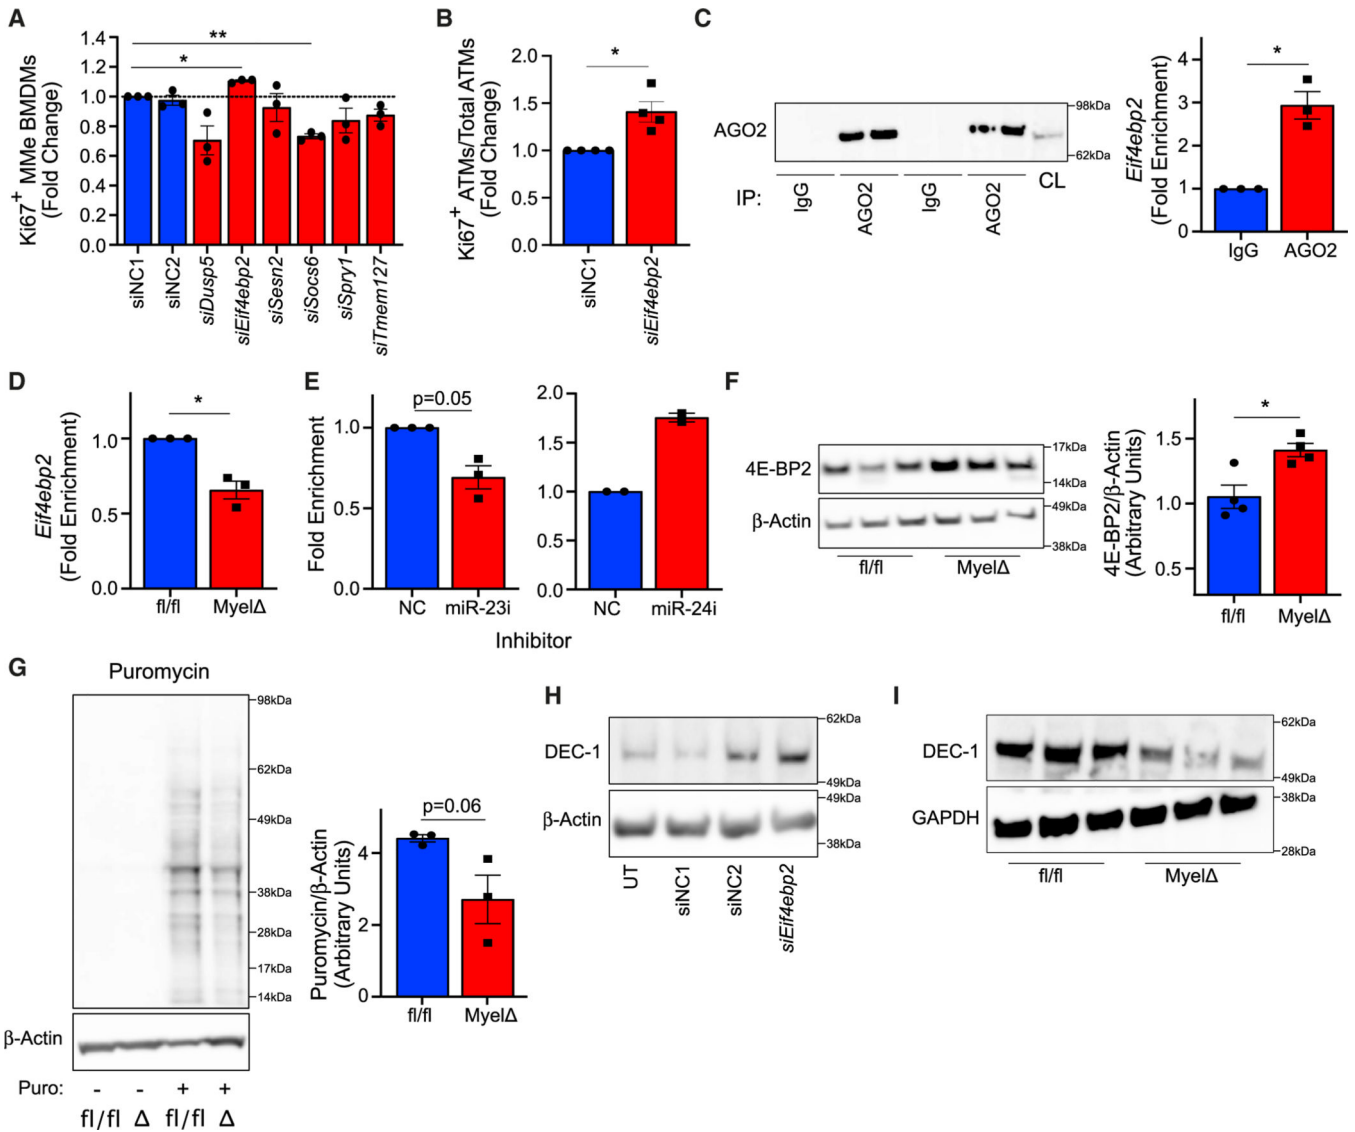 A
Ki67+ MMe BMDMs
(Fold Change)
1.4
1.2
1.0
0.8
0.6
0.4
0.2
0.0
**
*
siNC1
siNC2
siDusp5
siEif4ebp2
siSesn2
siSocs6
siSpry1
siTmem127
B
Ki67+ ATMs/Total ATMs
(Fold Change)
2.0
1.5
1.0
0.5
0.0
*
siNC1
siEif4ebp2
C
AGO2
98kDa
62kDa
CL
IP:
IgG
AGO2
IgG
AGO2
Eif4ebp2
(Fold Enrichment)
4
3
2
1
0
*
IgG
AGO2
D
Eif4ebp2
(Fold Enrichment)
1.0
0.5
0.0
*
fl/fl
MyelΔ
E
Fold Enrichment
1.0
0.5
0.0
p=0.05
NC
miR-23i
2.0
1.5
1.0
0.5
0.0
NC
miR-24i
Inhibitor
F
4E-BP2
17kDa
14kDa
β-Actin
49kDa
38kDa
fl/fl
MyelΔ
4E-BP2/β-Actin
(Arbitrary Units)
1.5
1.0
0.5
*
fl/fl
MyelΔ
G
Puromycin
98kDa
62kDa
49kDa
38kDa
28kDa
17kDa
14kDa
β-Actin
Puro: - - + +
fl/fl Δ fl/fl Δ
Puromycin/β-Actin
(Arbitrary Units)
4
2
0
p=0.06
fl/fl
MyelΔ
H
DEC-1
62kDa
49kDa
β-Actin
49kDa
38kDa
UT
siNC1
siNC2
siEif4ebp2
I
DEC-1
62kDa
49kDa
GAPDH
38kDa
28kDa
fl/fl
MyelΔ